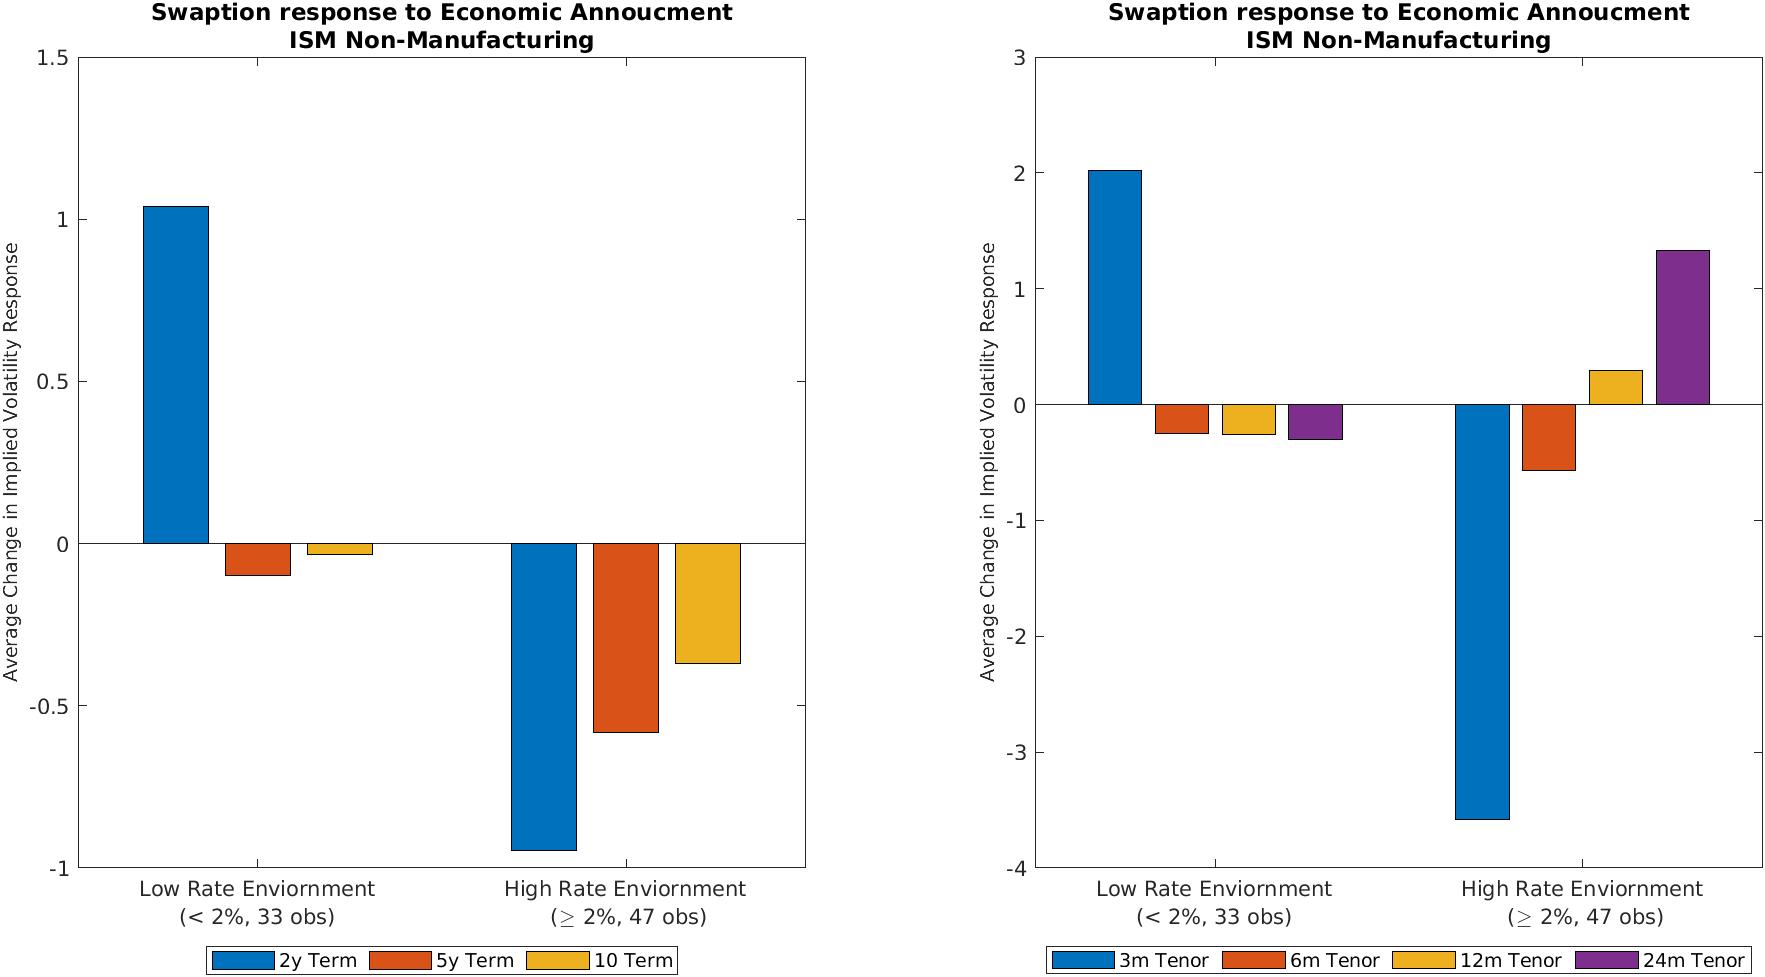 Swaption response to Economic Annoucment
ISM Non-Manufacturing
1.5
1
0.5
0
-0.5
-1
Average Change in Implied Volatility Response
Low Rate Enviornment
(< 2%, 33 obs)
High Rate Enviornment
(≥ 2%, 47 obs)
2y Term
5y Term
10 Term
Swaption response to Economic Annoucment
ISM Non-Manufacturing
3
2
1
0
-1
-2
-3
-4
Average Change in Implied Volatility Response
Low Rate Enviornment
(< 2%, 33 obs)
High Rate Enviornment
(≥ 2%, 47 obs)
3m Tenor
6m Tenor
12m Tenor
24m Tenor